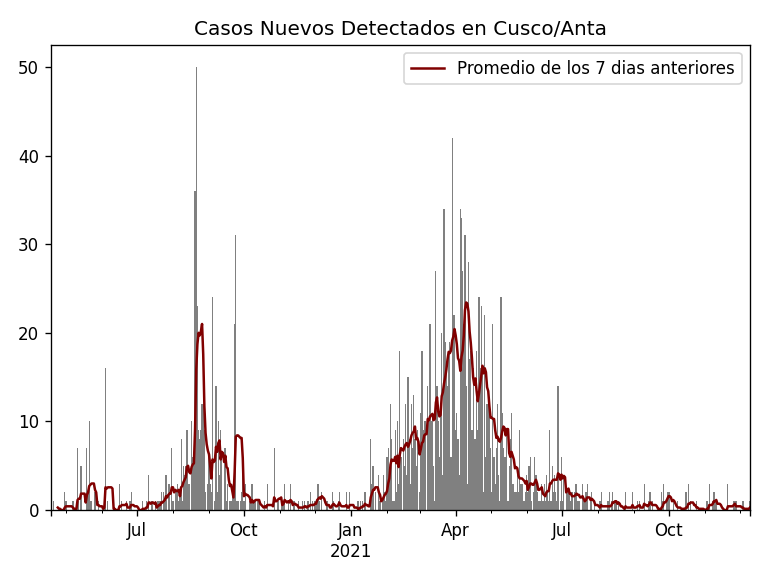 Casos Nuevos Detectados en Cusco/Anta
Promedio de los 7 dias anteriores
50
40
30
20
10
0
Jul Oct Jan Apr Jul Oct
2021